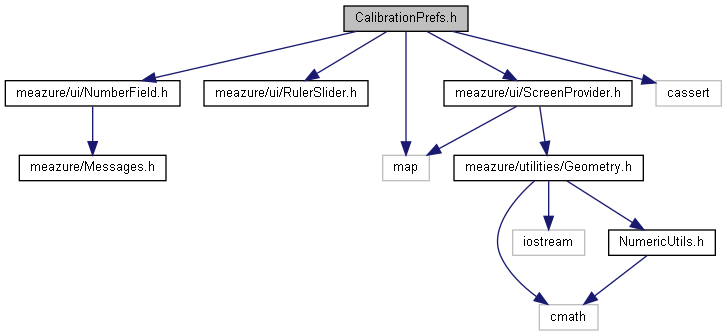 CalibrationPrefs.h
meazure/ui/NumberField.h
meazure/ui/RulerSlider.h
meazure/ui/ScreenProvider.h
cassert
meazure/Messages.h
map
meazure/utilities/Geometry.h
iostream
NumericUtils.h
cmath